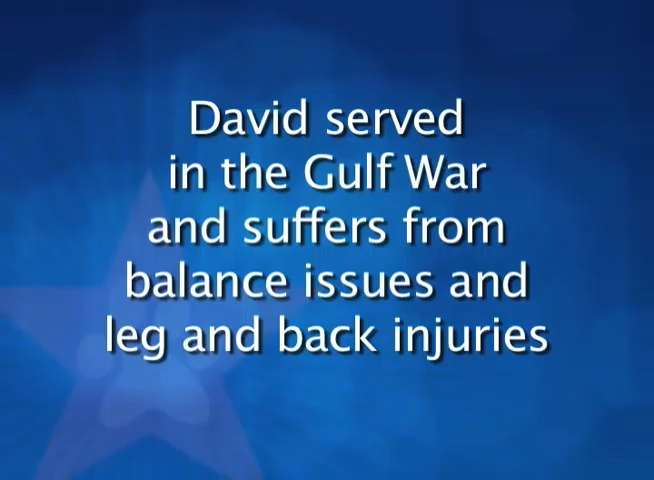 David served
in the Gulf War
and suffers from
balance issues and
leg and back injuries